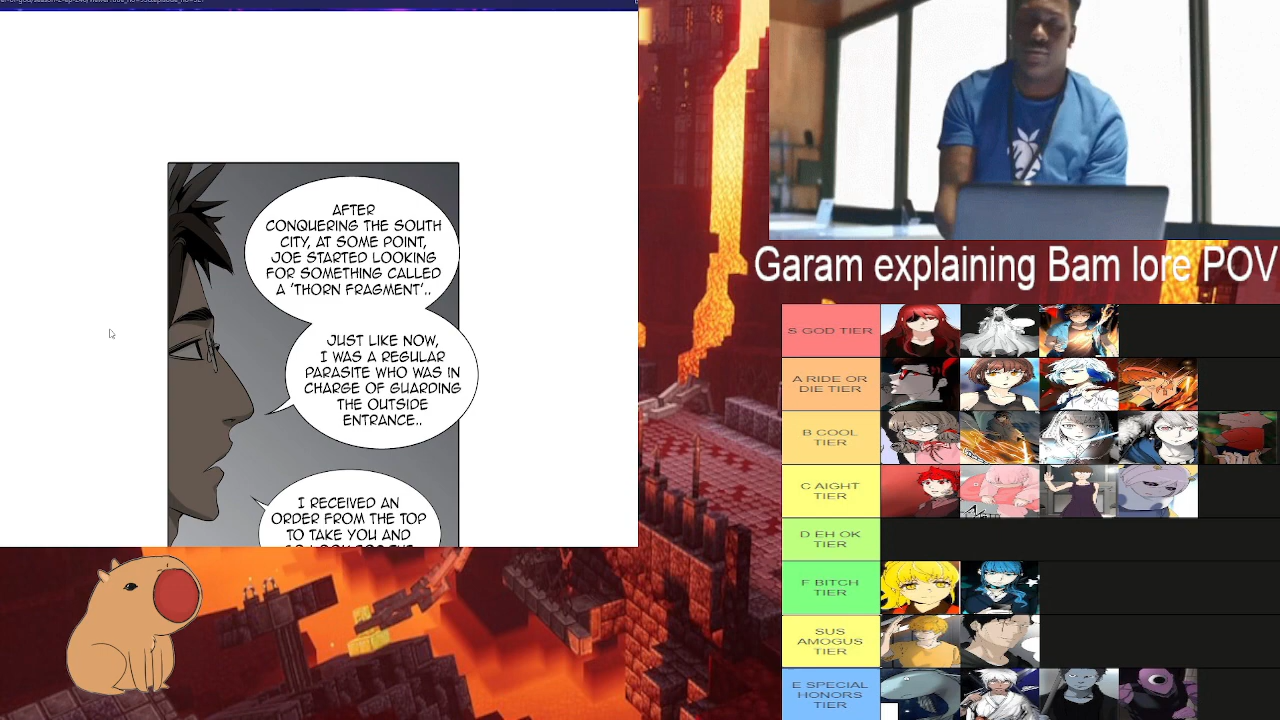 AFTER
CONQUERING THE SOUTH
CITY, AT SOME POINT,
JOE STARTED LOOKING
FOR SOMETHING CALLED
A 'THORN FRAGMENT'..
JUST LIKE NOW,
I WAS A REGULAR
PARASITE WHO WAS IN
CHARGE OF GUARDING
THE OUTSIDE
ENTRANCE..
I RECEIVED AN
ORDER FROM THE TOP
TO TAKE YOU AND
Garam explaining Bam lore POV
S GOD TIER
A RIDE OR
DIE TIER
B COOL
TIER
C AIGHT
TIER
D EH OK
TIER
F BITCH
TIER
SUS
AMOGUS
TIER
E SPECIAL
HONORS
TIER